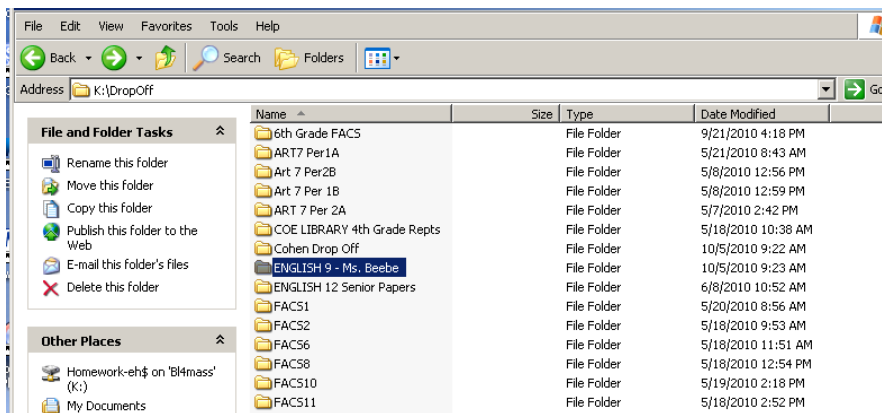 File Edit View Favorites Tools Help
Back Search Folders
Address K:\DropOff Go
Name Size Type Date Modified
File and Folder Tasks
Rename this folder
Move this folder
Copy this folder
Publish this folder to the
Web
E-mail this folder's files
Delete this folder
Other Places
Homework-eh$ on 'Bl4mass'
(K:)
My Documents
6th Grade FACS File Folder 9/21/2010 4:18 PM
ART7 Per1A File Folder 5/21/2010 8:43 AM
Art 7 Per2B File Folder 5/8/2010 12:56 PM
Art 7 Per 1B File Folder 5/8/2010 12:59 PM
ART 7 Per 2A File Folder 5/7/2010 2:42 PM
COE LIBRARY 4th Grade Repts File Folder 5/18/2010 10:38 AM
Cohen Drop Off File Folder 10/5/2010 9:22 AM
ENGLISH 9 - Ms. Beebe File Folder 10/5/2010 9:23 AM
ENGLISH 12 Senior Papers File Folder 6/8/2010 10:52 AM
FACS1 File Folder 5/20/2010 8:56 AM
FACS2 File Folder 5/18/2010 9:53 AM
FACS6 File Folder 5/18/2010 11:51 AM
FACS8 File Folder 5/18/2010 12:54 PM
FACS10 File Folder 5/19/2010 2:18 PM
FACS11 File Folder 5/18/2010 2:52 PM